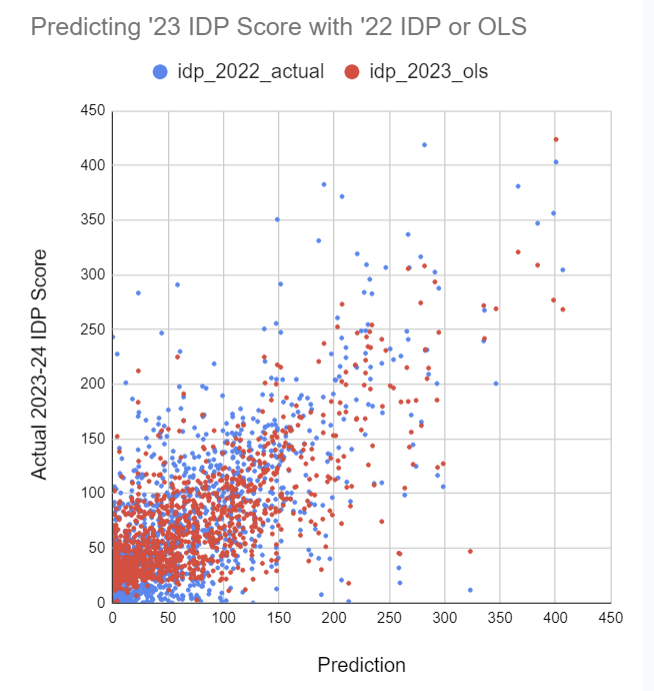 Predicting '23 IDP Score with '22 IDP or OLS
idp_2022_actual idp_2023_ols
Actual 2023-24 IDP Score
450
400
350
300
250
200
150
100
50
0
0 50 100 150 200 250 300 350 400 450
Prediction